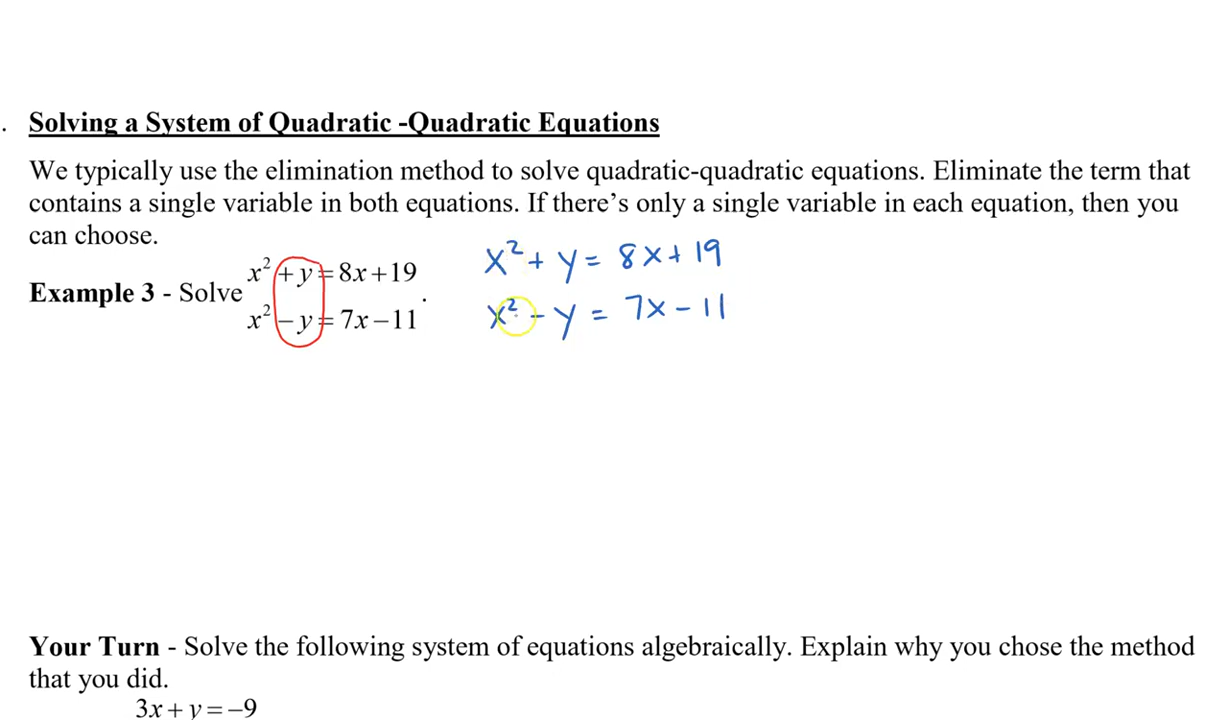 . Solving a System of Quadratic -Quadratic Equations
We typically use the elimination method to solve quadratic-quadratic equations. Eliminate the term that
contains a single variable in both equations. If there's only a single variable in each equation, then you
can choose.
x² + y = 8x + 19
Example 3 - Solve
x² − y = 7x − 11 .
x² + y = 8x + 19
x² − y = 7x − 11
Your Turn - Solve the following system of equations algebraically. Explain why you chose the method
that you did.
3x + y = −9